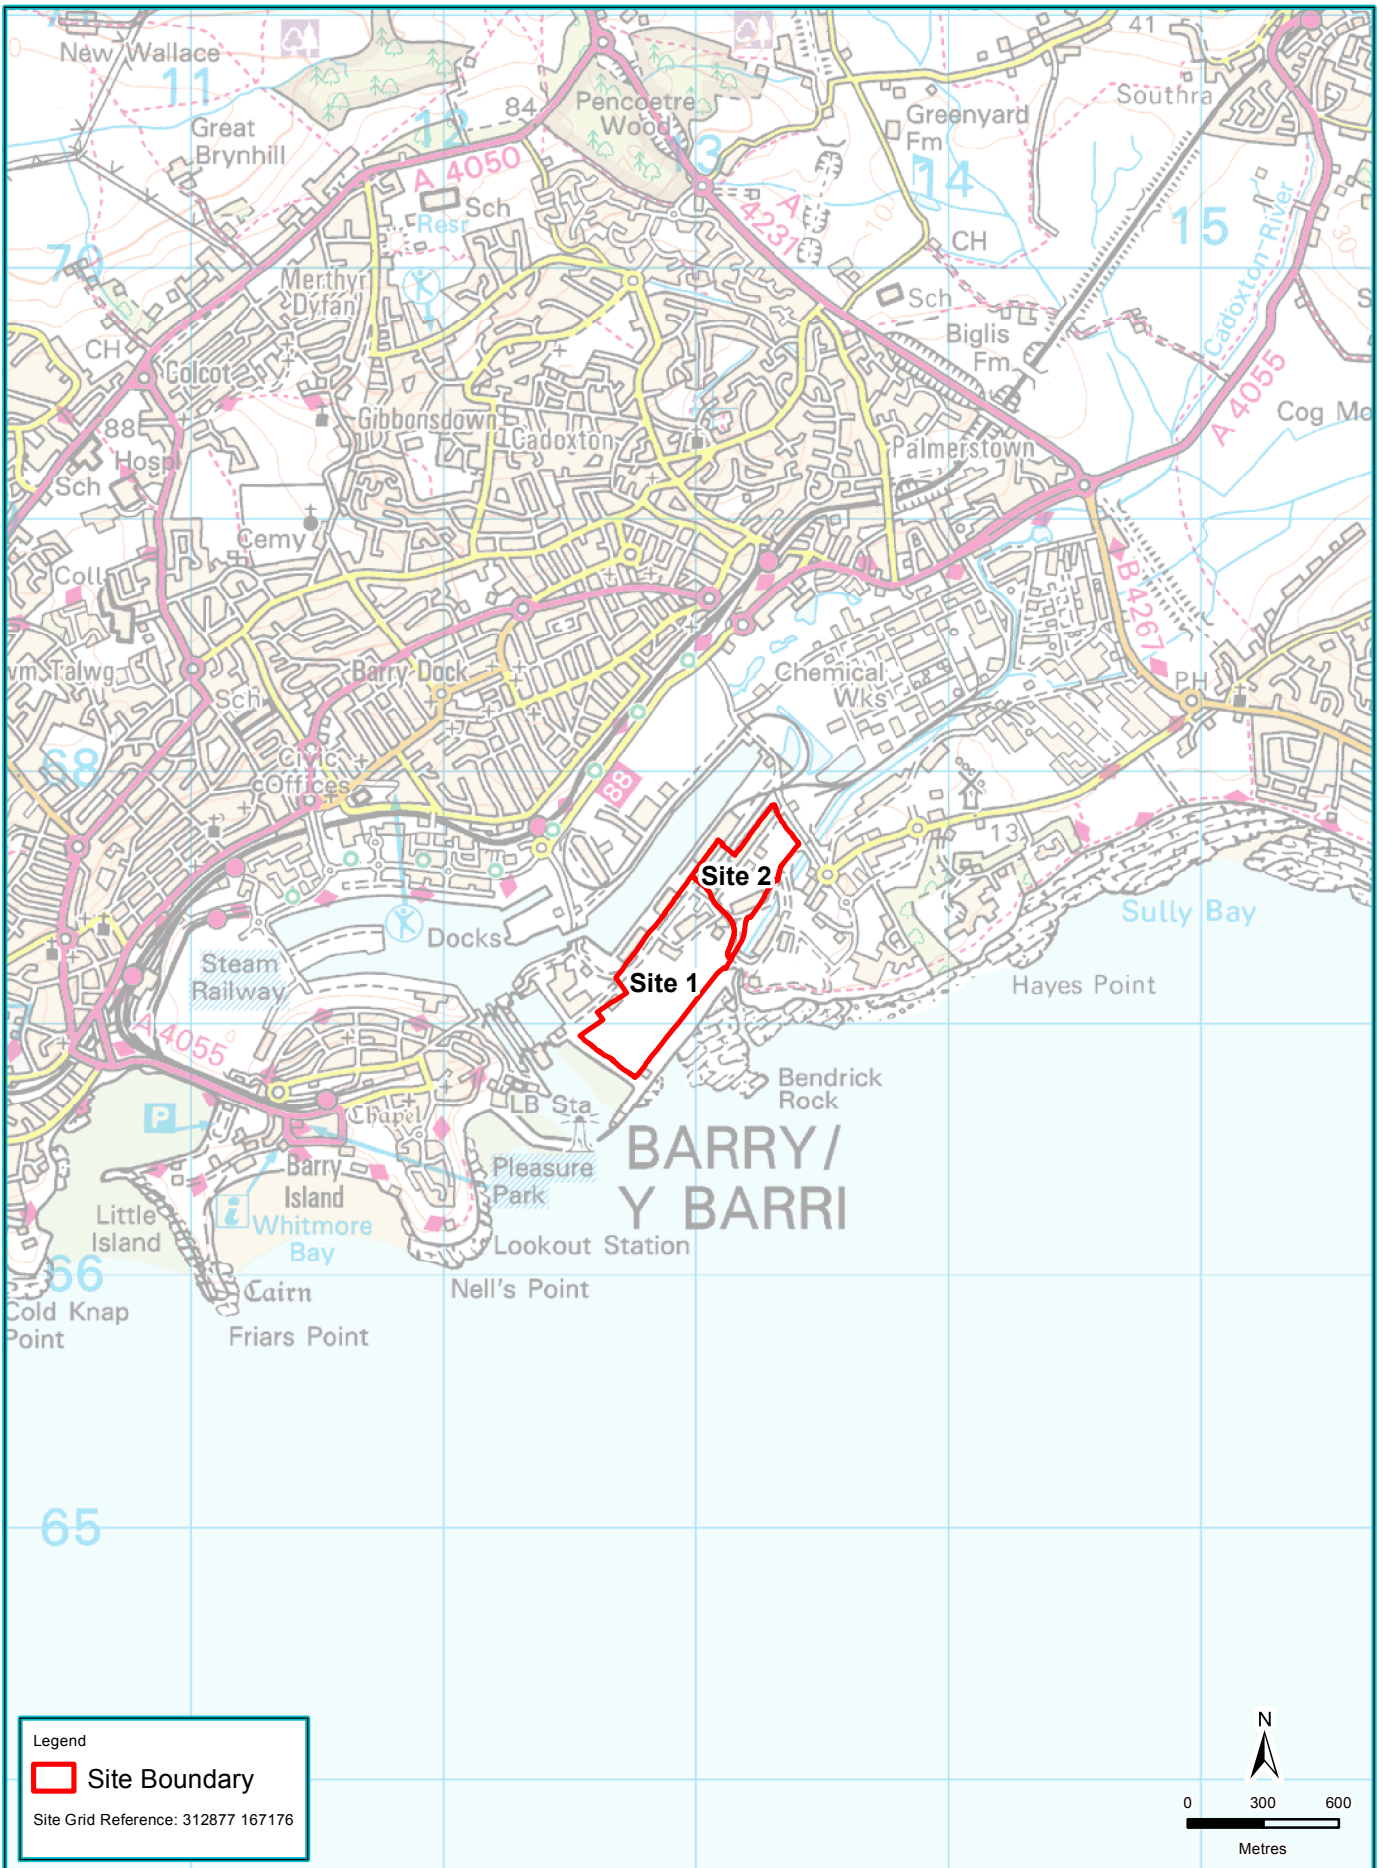 New Wallace
11
Great
Brynhill
84
12
A 4050
Sch
Resr
Pencoetre
Wood
13
41
Greenyard
Fm
14
Southra
15
Cadoxton River
30
10
A 4231
CH
Sch
70
Merthyr
Dyfan
CH
Colcot
88
Hospl
Sch
Gibbonsdown
Cadoxton
Biglis
Fm
Palmerstown
A 4055
Cog Mo
S
Cemy
Coll
wm Talwg
Sch
Barry Dock
B 4267
PH
Chemical
Wks
68
Civic
Offices
88
13
Site 2
Docks
Steam
Railway
Site 1
Sully Bay
Hayes Point
A 4055
Bendrick
Rock
LB Sta
P
Chapel
BARRY/
Y BARRI
Barry
Island
Pleasure
Park
Little
Island
i
Whitmore
Bay
Lookout Station
66
Cairn
Nell's Point
Cold Knap
Point
Friars Point
65
Legend
Site Boundary
Site Grid Reference: 312877 167176
N
0 300 600
Metres